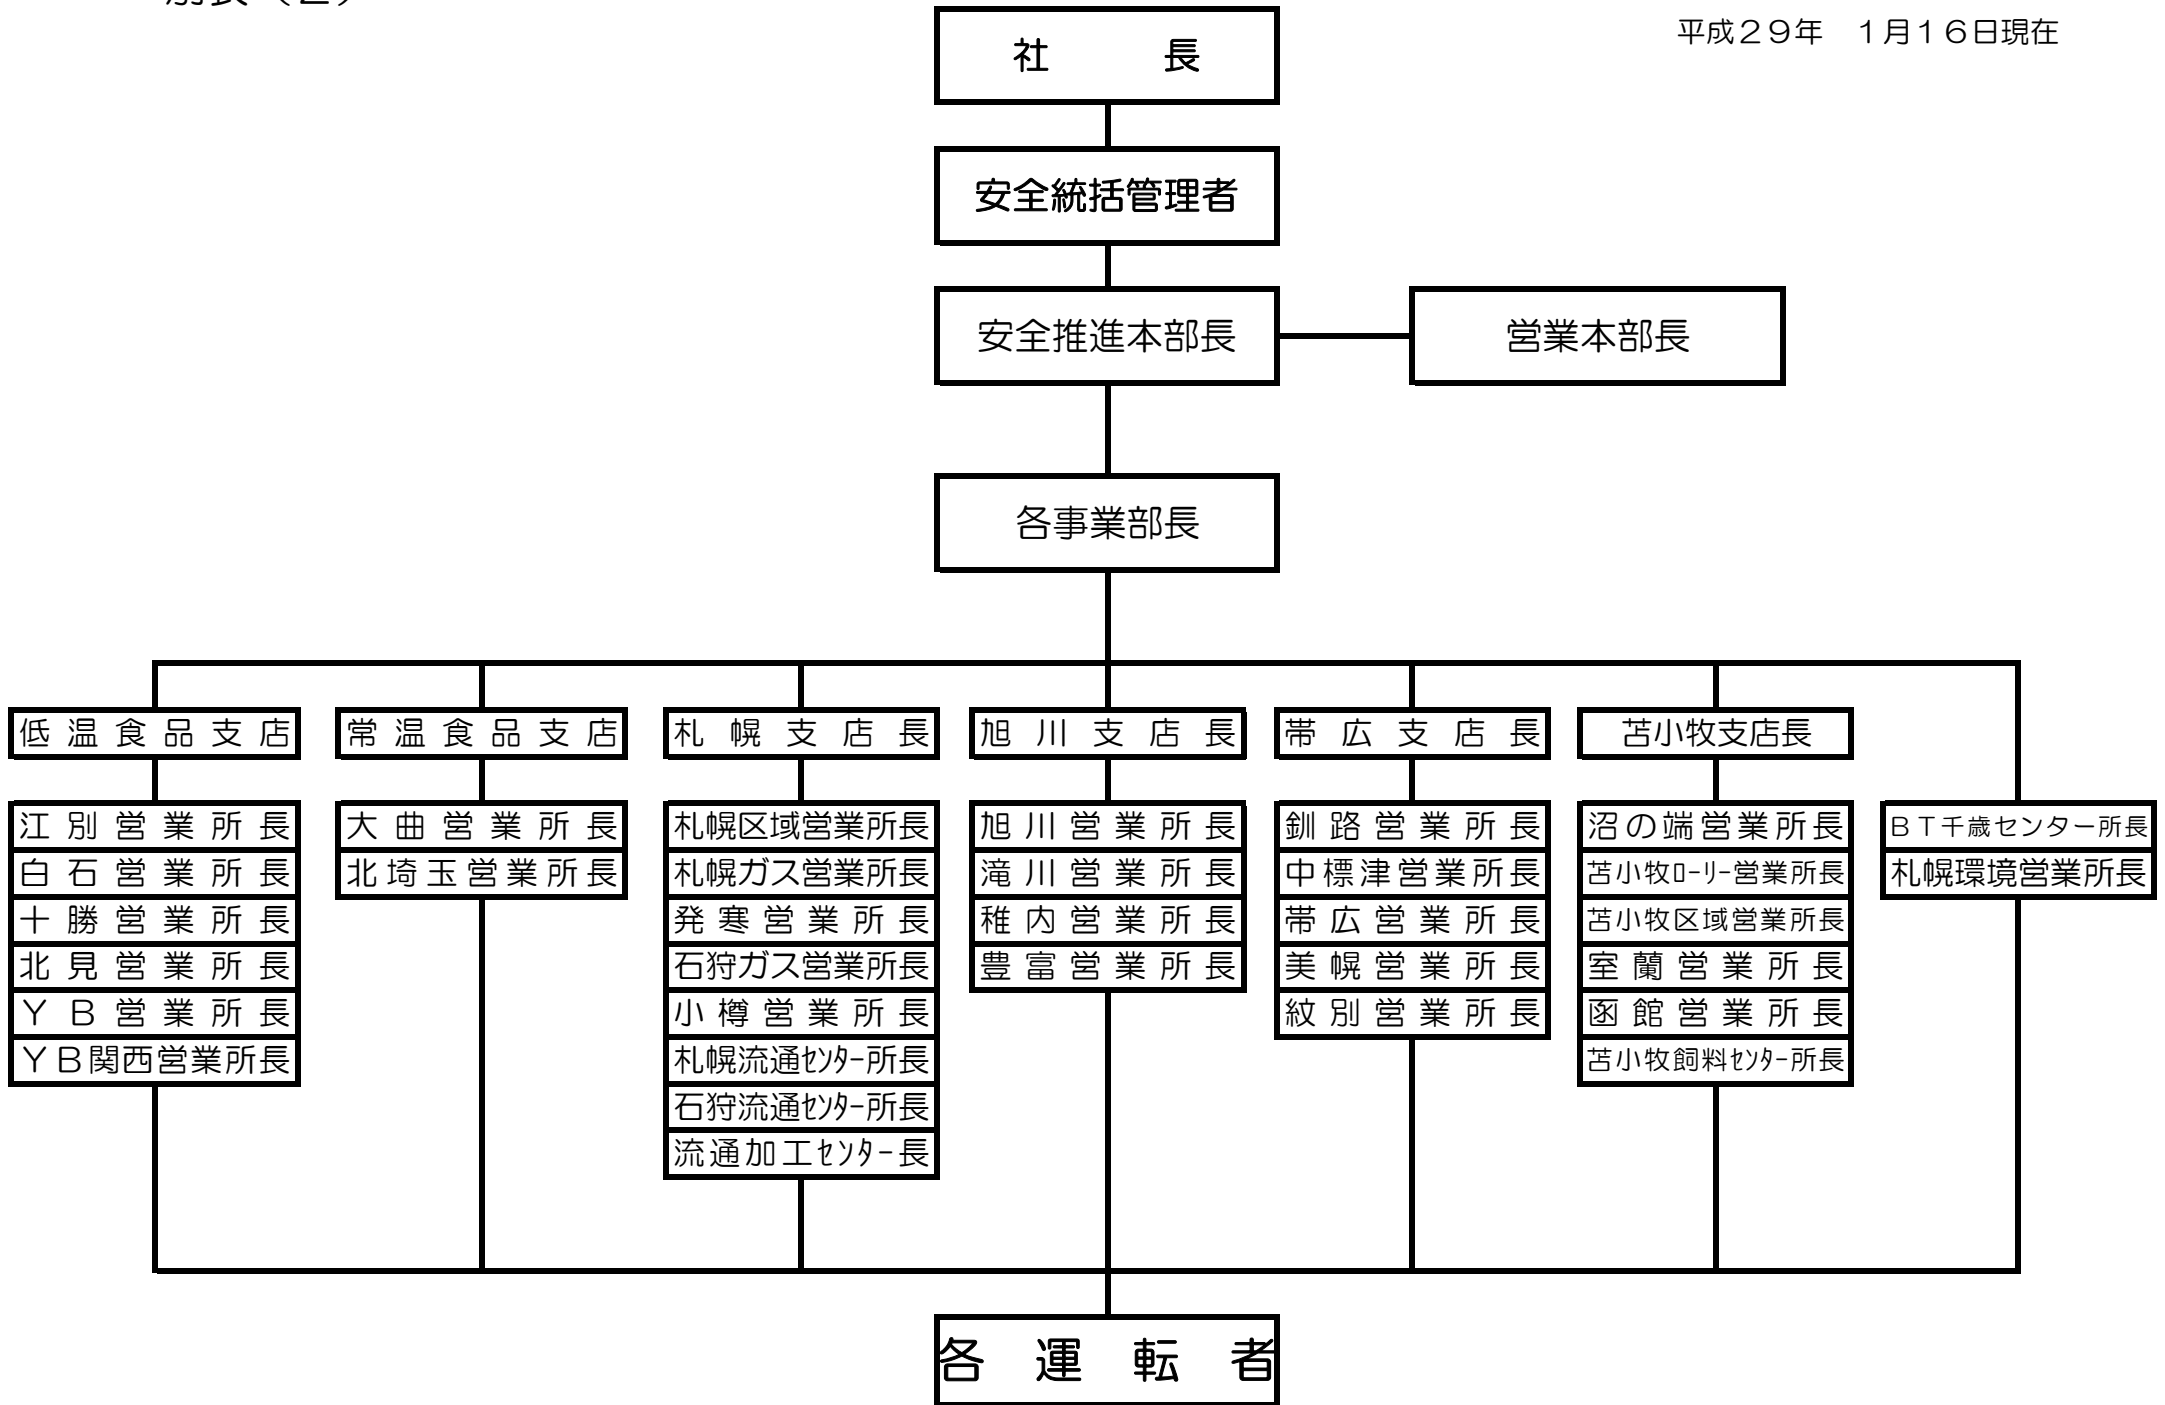 平成２９年　１月１６日現在
社　長
安全統括管理者
安全推進本部長
営業本部長
各事業部長
低温食品支店
江別営業所長
白石営業所長
十勝営業所長
北見営業所長
ＹＢ営業所長
ＹＢ関西営業所長
常温食品支店
大曲営業所長
北埼玉営業所長
札幌支店長
札幌区域営業所長
札幌ガス営業所長
発寒営業所長
石狩ガス営業所長
小樽営業所長
札幌流通ｾﾝﾀｰ所長
石狩流通ｾﾝﾀｰ所長
流通加工ｾﾝﾀｰ長
旭川支店長
旭川営業所長
滝川営業所長
稚内営業所長
豊富営業所長
帯広支店長
釧路営業所長
中標津営業所長
帯広営業所長
美幌営業所長
紋別営業所長
苫小牧支店長
沼の端営業所長
苫小牧ﾛｰﾘｰ営業所長
苫小牧区域営業所長
室蘭営業所長
函館営業所長
苫小牧飼料ｾﾝﾀｰ所長
ＢＴ千歳センター所長
札幌環境営業所長
各運転者